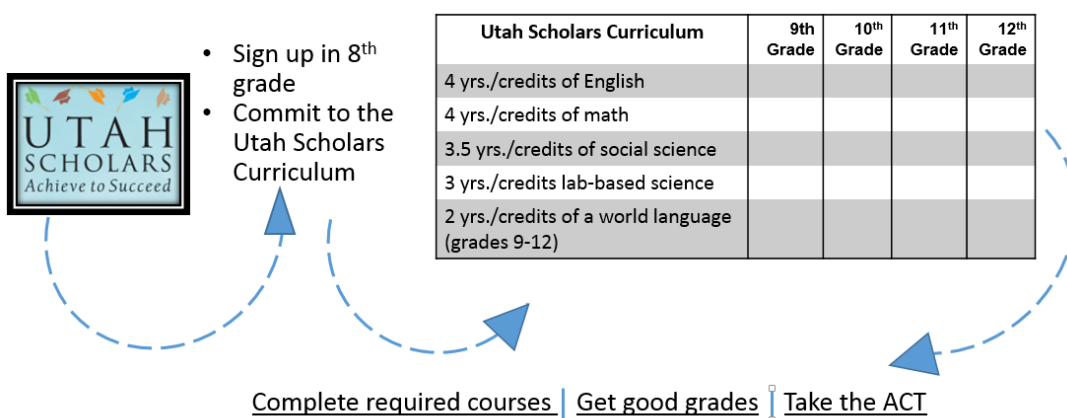 UTAH
SCHOLARS
Achieve to Succeed
• Sign up in 8th
grade
• Commit to the
Utah Scholars
Curriculum
Utah Scholars Curriculum | 9th Grade | 10th Grade | 11th Grade | 12th Grade
4 yrs./credits of English
4 yrs./credits of math
3.5 yrs./credits of social science
3 yrs./credits lab-based science
2 yrs./credits of a world language
(grades 9-12)
Complete required courses | Get good grades | Take the ACT